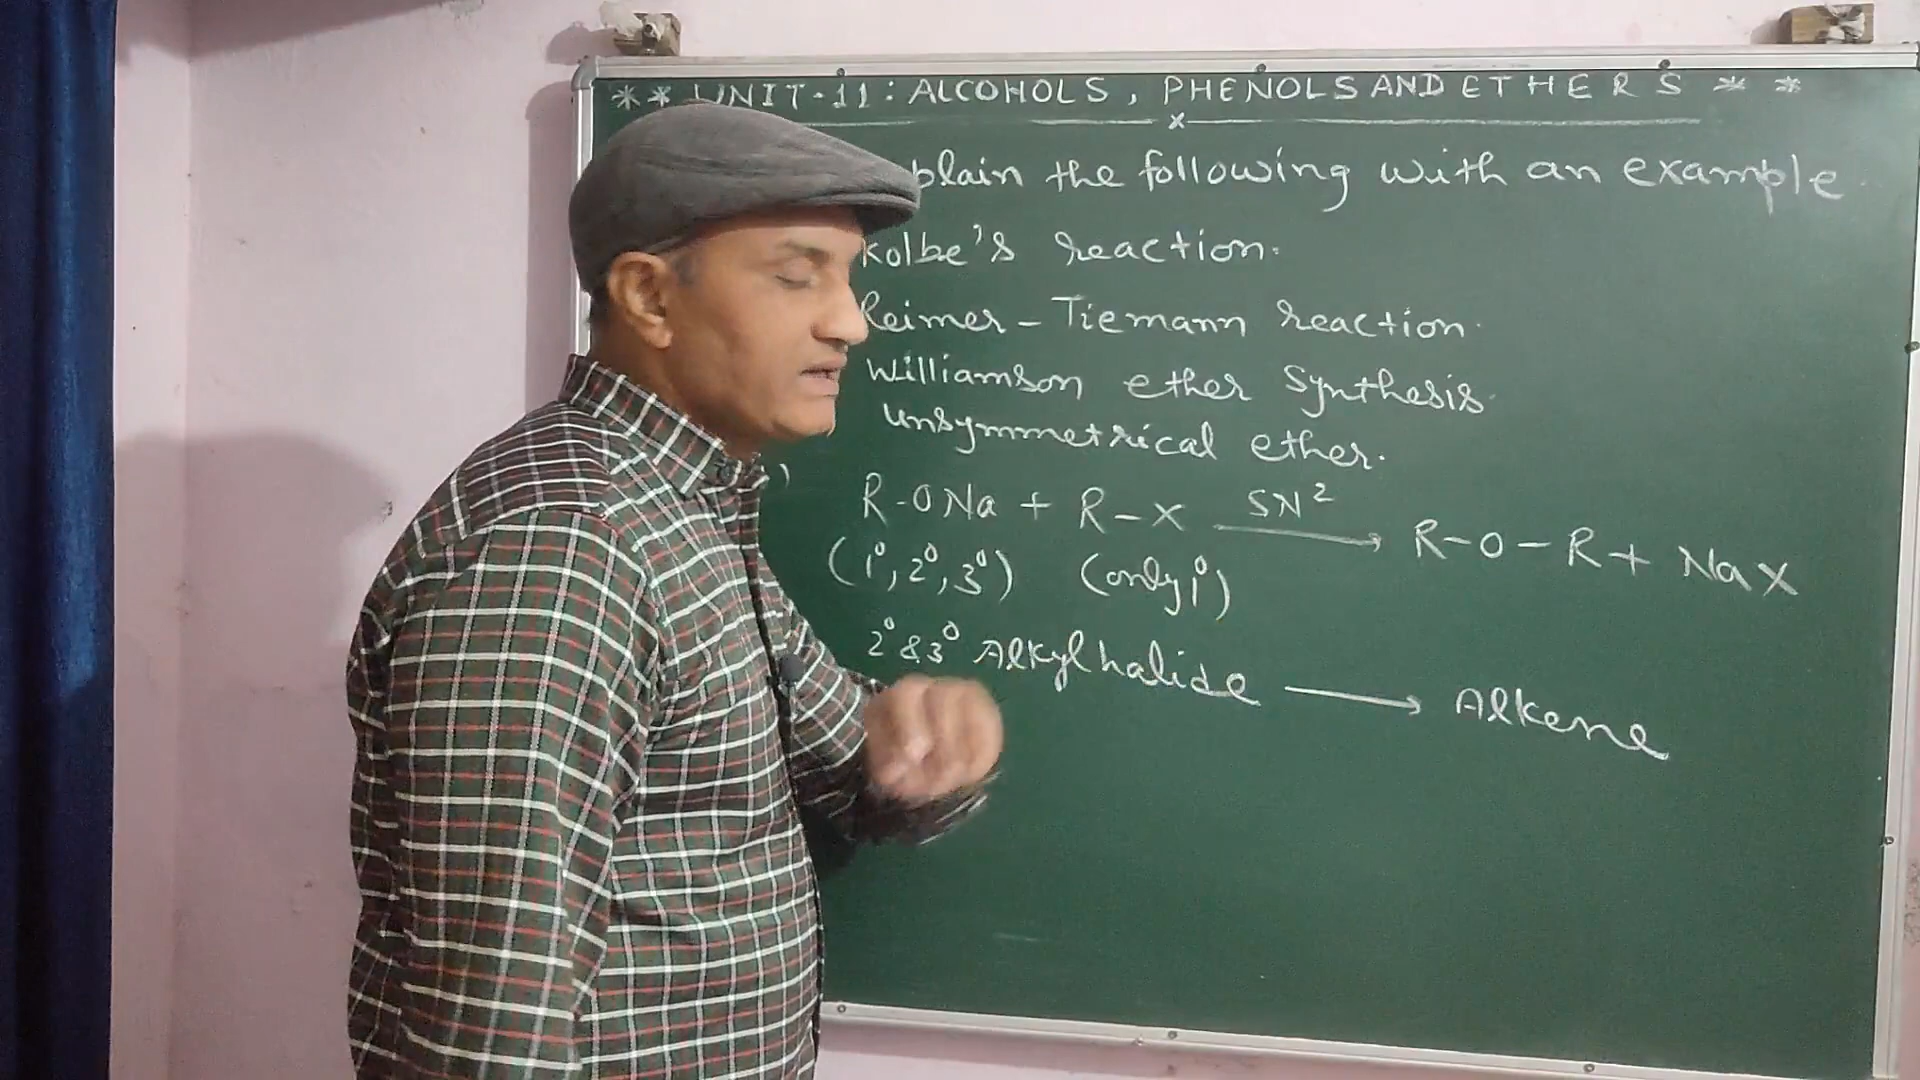 ** UNIT-11: ALCOHOLS, PHENOLS AND ETHERS **
x
plain the following with an example.
Kolbe's reaction.
Reimer - Tiemann reaction.
Williamson ether Synthesis.
Unsymmetrical ether.
R-ONa + R-X SN² R-O-R + NaX
(1°, 2°, 3°) (only 1°)
2° & 3° Alkyl halide → Alkene